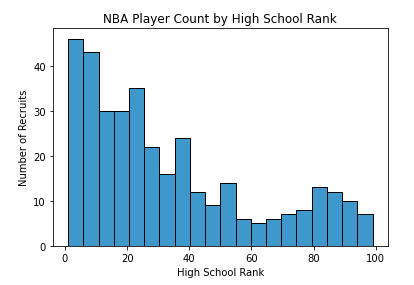 NBA Player Count by High School Rank
Number of Recruits
40
30
20
10
0
0 20 40 60 80 100
High School Rank